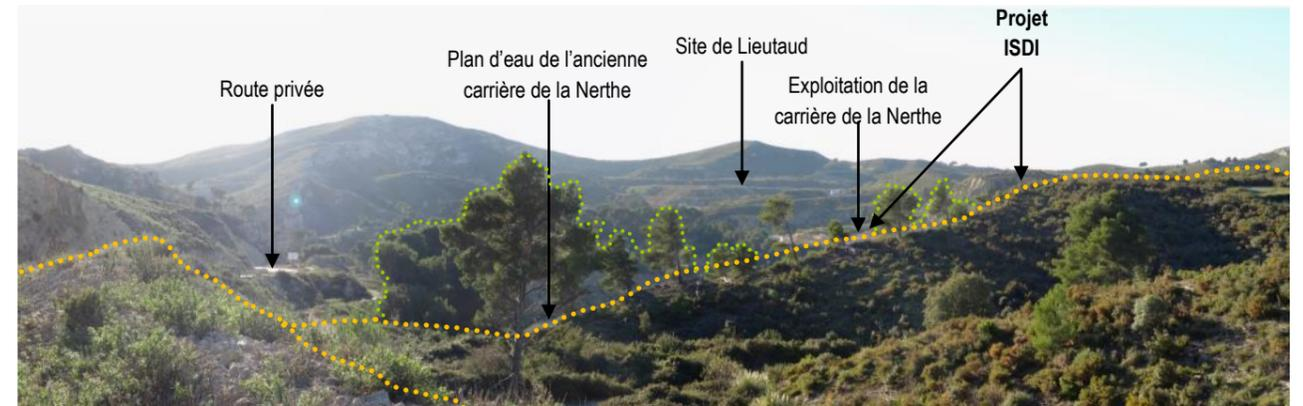 Projet
ISDI
Site de Lieutaud
Plan d'eau de l'ancienne
carrière de la Nerthe
Exploitation de la
carrière de la Nerthe
Route privée